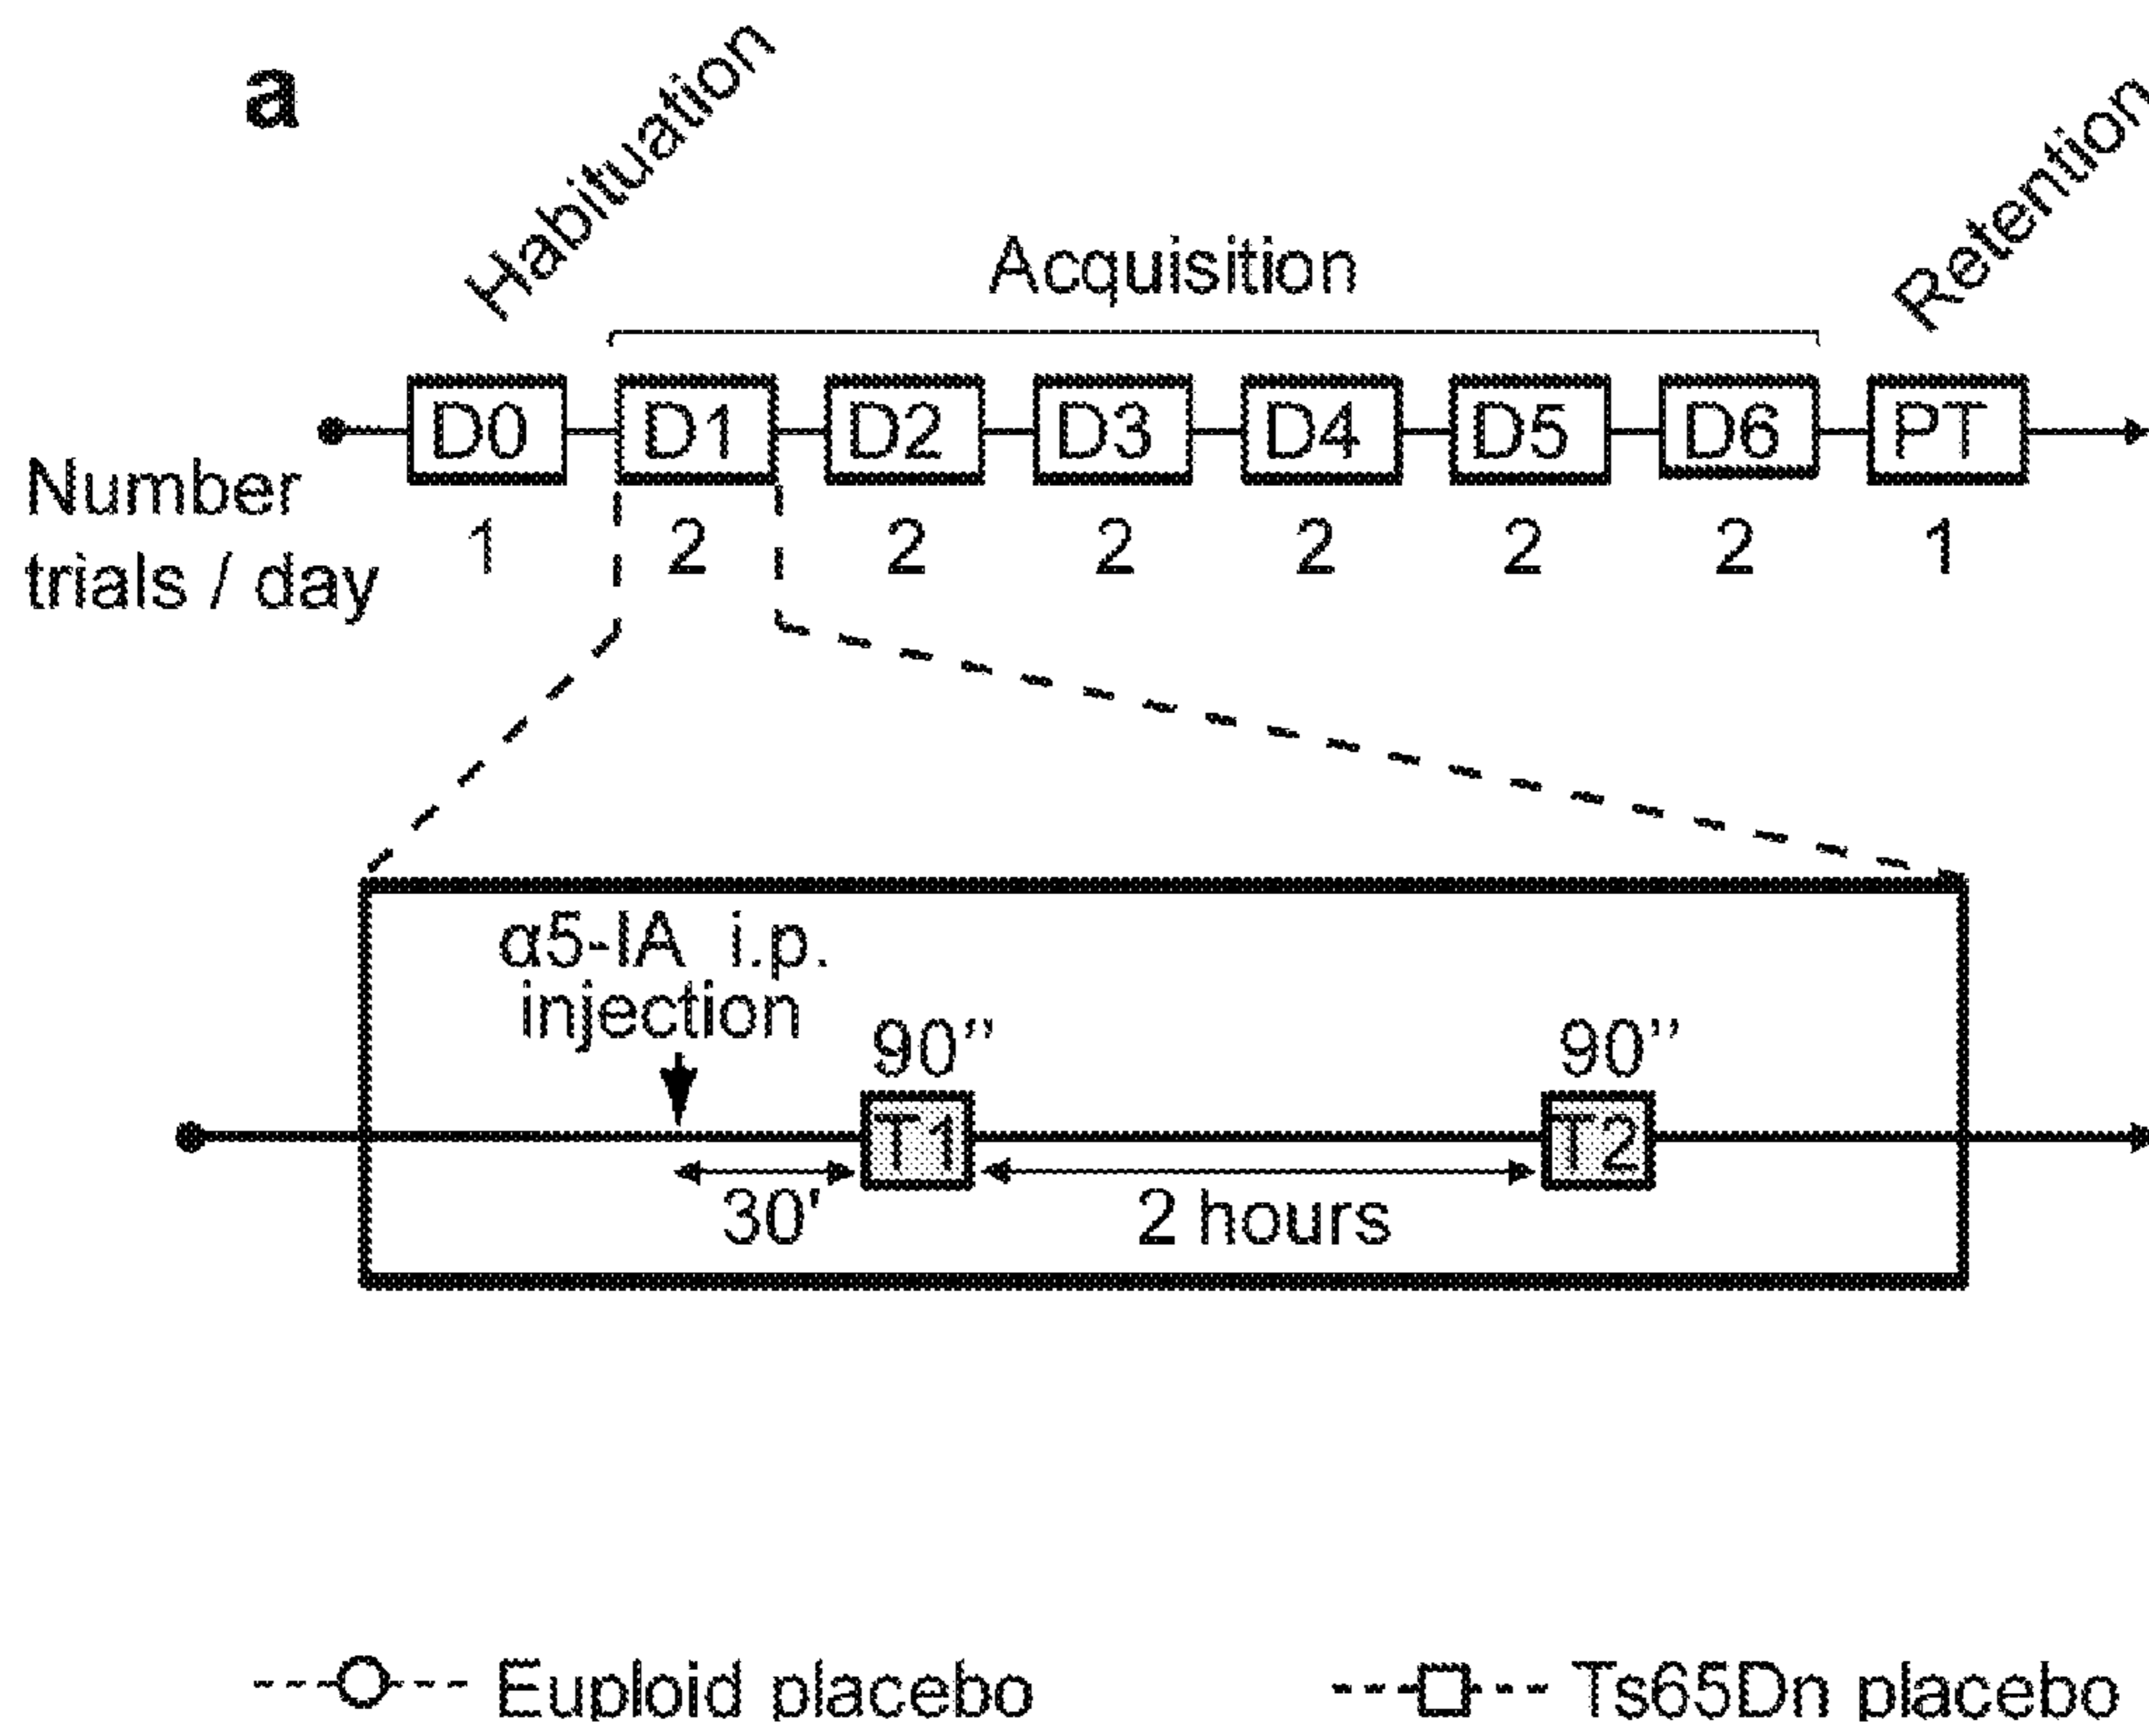 a
Habituation
Acquisition
Retention
D0 D1 D2 D3 D4 D5 D6 PT
Number
trials / day
1 2 2 2 2 2 2 1
α5-IA i.p.
injection
90’’ 90’’
T1 T2
30' 2 hours
Euploid placebo Ts65Dn placebo